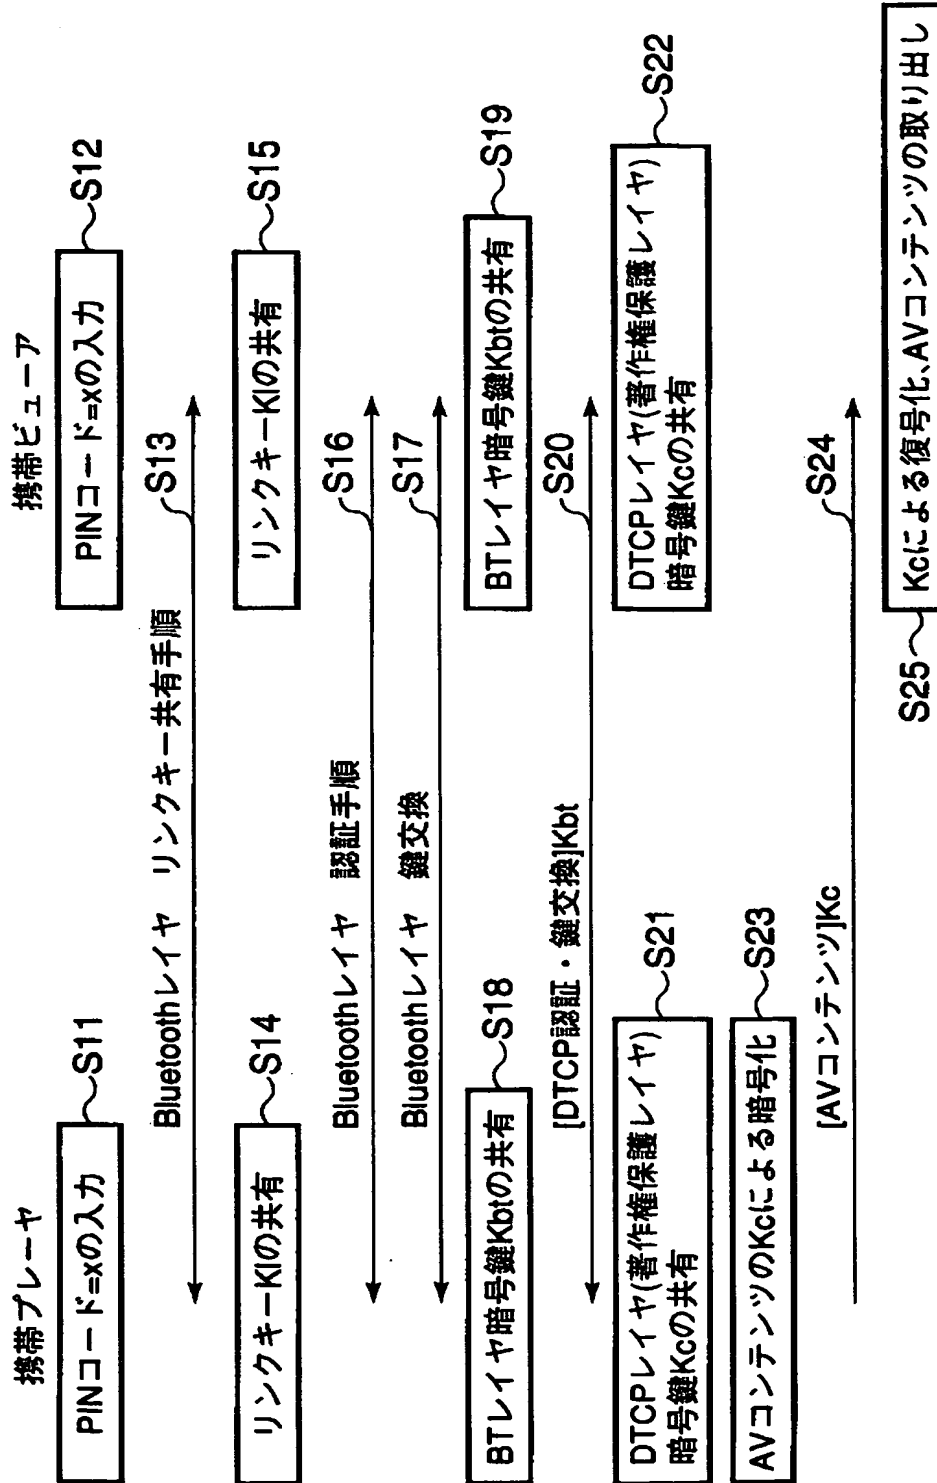 携帯プレーヤ
携帯ビューア
PINコード=xの入力
S11
PINコード=xの入力
S12
Bluetoothレイヤ リンクキー共有手順
S13
リンクキーKlの共有
S14
リンクキーKlの共有
S15
Bluetoothレイヤ 認証手順
S16
Bluetoothレイヤ 鍵交換
S17
BTレイヤ暗号鍵Kbtの共有
S18
BTレイヤ暗号鍵Kbtの共有
S19
[DTCP認証・鍵交換]Kbt
S20
DTCPレイヤ(著作権保護レイヤ)
暗号鍵Kcの共有
S21
DTCPレイヤ(著作権保護レイヤ)
暗号鍵Kcの共有
S22
AVコンテンツのKcによる暗号化
S23
[AVコンテンツ]Kc
S24
S25
Kcによる復号化、AVコンテンツの取り出し